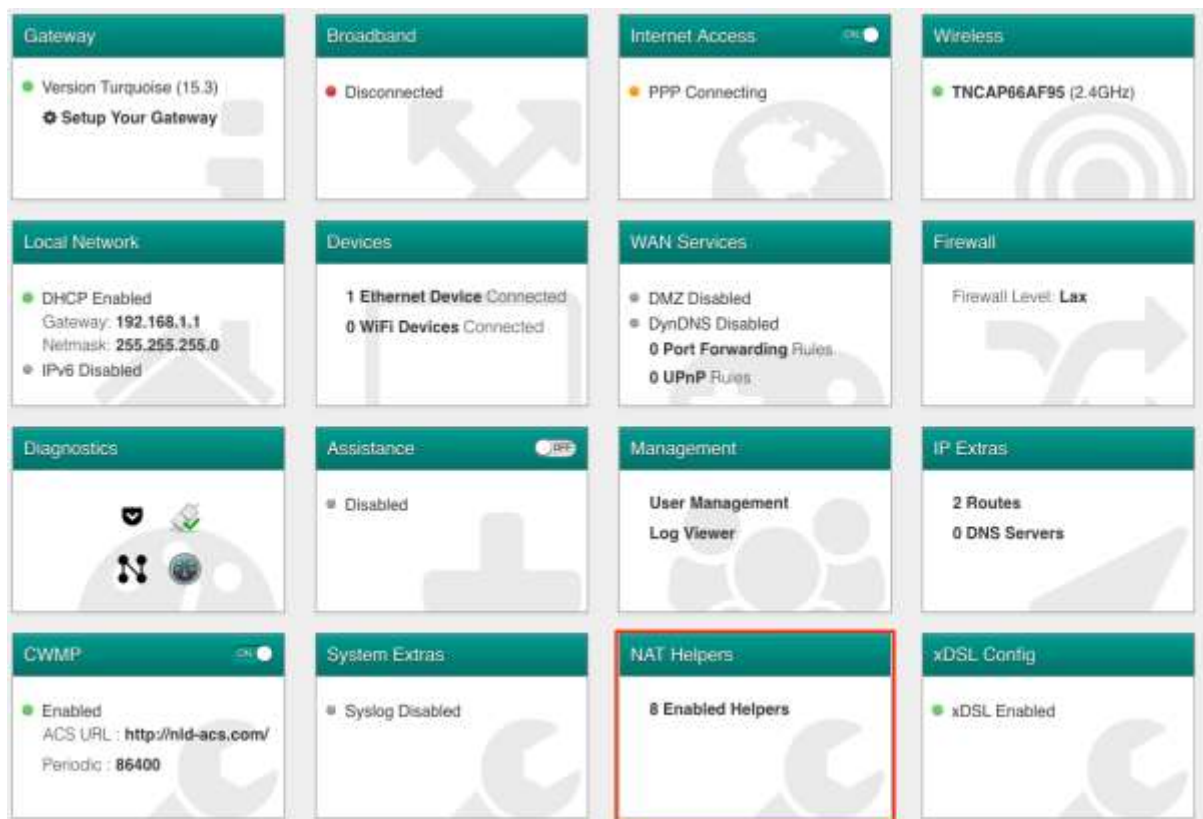 Gateway
Version Turquoise (15.3)
Setup Your Gateway
Broadband
Disconnected
Internet Access ON
PPP Connecting
Wireless
TNCAP66AF95 (2.4GHz)
Local Network
DHCP Enabled
Gateway: 192.168.1.1
Netmask: 255.255.255.0
IPv6 Disabled
Devices
1 Ethernet Device Connected
0 WiFi Devices Connected
WAN Services
DMZ Disabled
DynDNS Disabled
0 Port Forwarding Rules
0 UPnP Rules
Firewall
Firewall Level: Lax
Diagnostics
Assistance OFF
Disabled
Management
User Management
Log Viewer
IP Extras
2 Routes
0 DNS Servers
CWMP ON
Enabled
ACS URL : http://nld-acs.com/
Periodic : 86400
System Extras
Syslog Disabled
NAT Helpers
8 Enabled Helpers
xDSL Config
xDSL Enabled